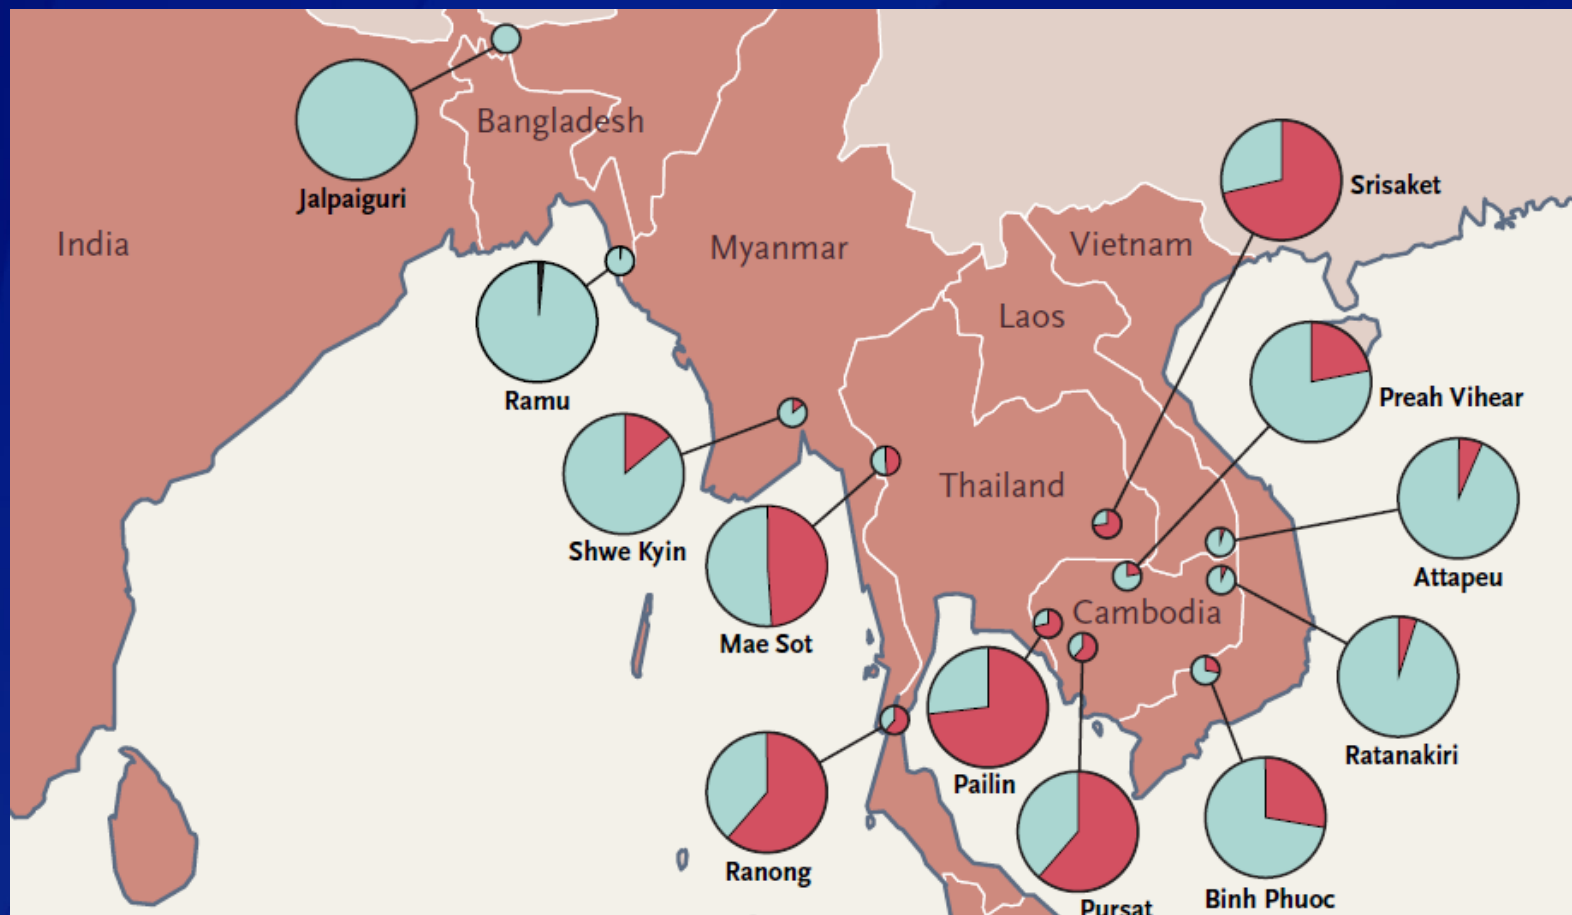 Bangladesh
Srisaket
Jalpaiguri
India
Myanmar
Vietnam
Laos
Ramu
Preah Vihear
Thailand
Shwe Kyin
Attapeu
Cambodia
Mae Sot
Ratanakiri
Pailin
Ranong
Binh Phuoc
Pursat